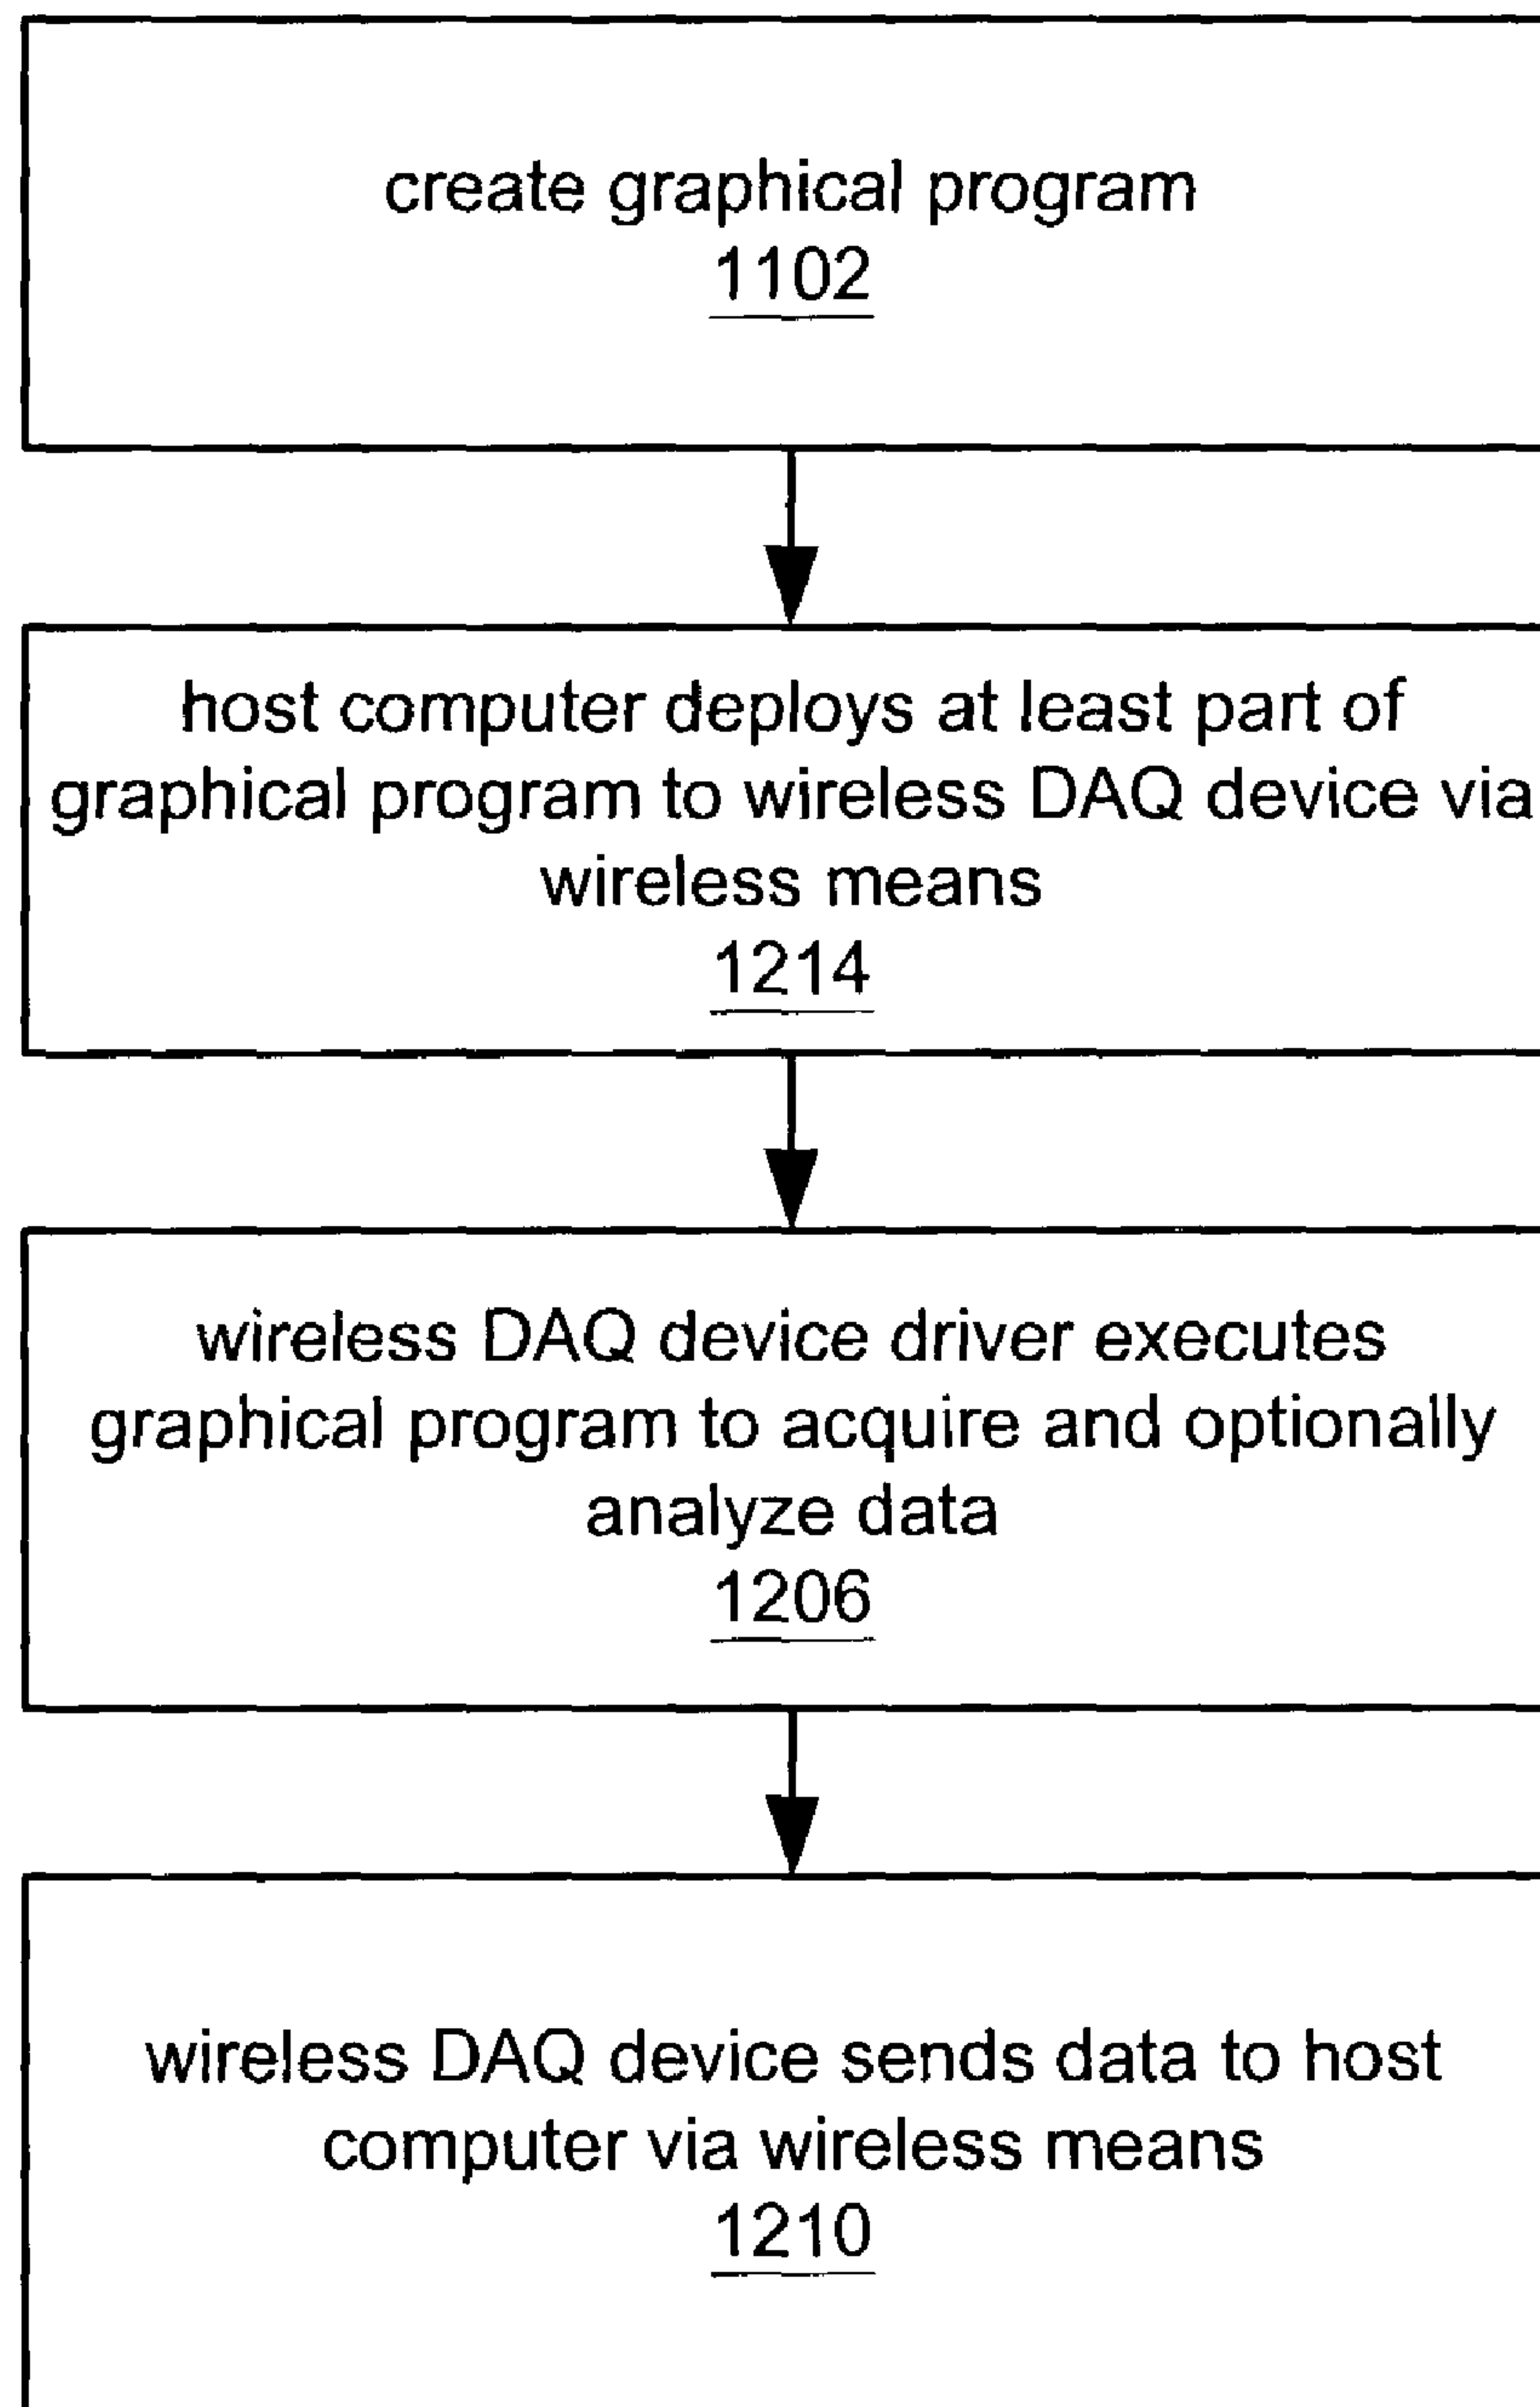 create graphical program
1102
host computer deploys at least part of
graphical program to wireless DAQ device via
wireless means
1214
wireless DAQ device driver executes
graphical program to acquire and optionally
analyze data
1206
wireless DAQ device sends data to host
computer via wireless means
1210